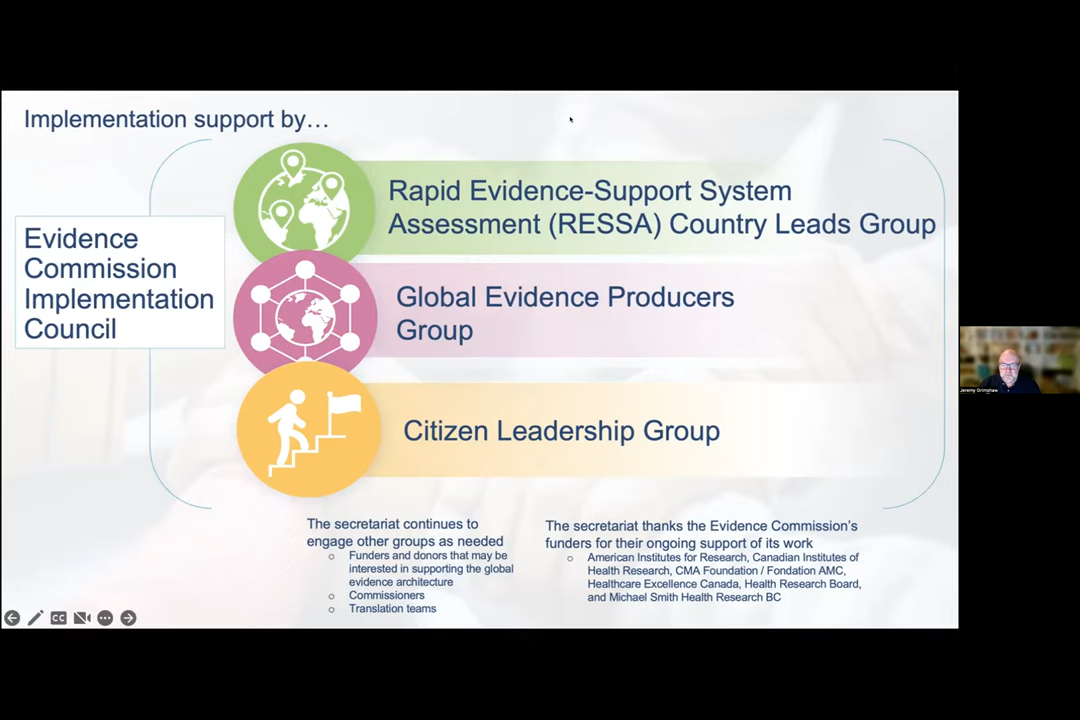 Implementation support by…
Evidence
Commission
Implementation
Council
Rapid Evidence-Support System
Assessment (RESSA) Country Leads Group
Global Evidence Producers
Group
Citizen Leadership Group
The secretariat continues to
engage other groups as needed
○ Funders and donors that may be
interested in supporting the global
evidence architecture
○ Commissioners
○ Translation teams
The secretariat thanks the Evidence Commission's
funders for their ongoing support of its work
○ American Institutes for Research, Canadian Institutes of
Health Research, CMA Foundation / Fondation AMC,
Healthcare Excellence Canada, Health Research Board,
and Michael Smith Health Research BC
CC
Jeremy Grimshaw